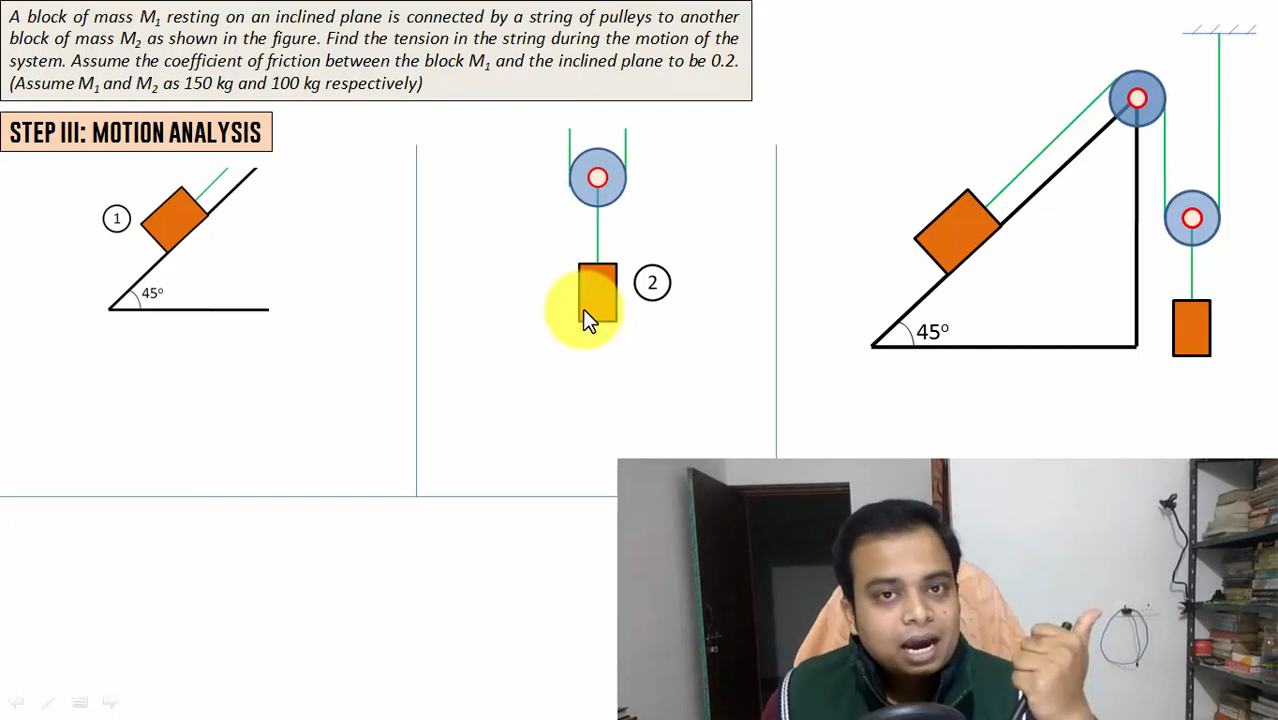 A block of mass M₁ resting on an inclined plane is connected by a string of pulleys to another
block of mass M₂ as shown in the figure. Find the tension in the string during the motion of the
system. Assume the coefficient of friction between the block M₁ and the inclined plane to be 0.2.
(Assume M₁ and M₂ as 150 kg and 100 kg respectively)
STEP III: MOTION ANALYSIS
1
45º
2
45º